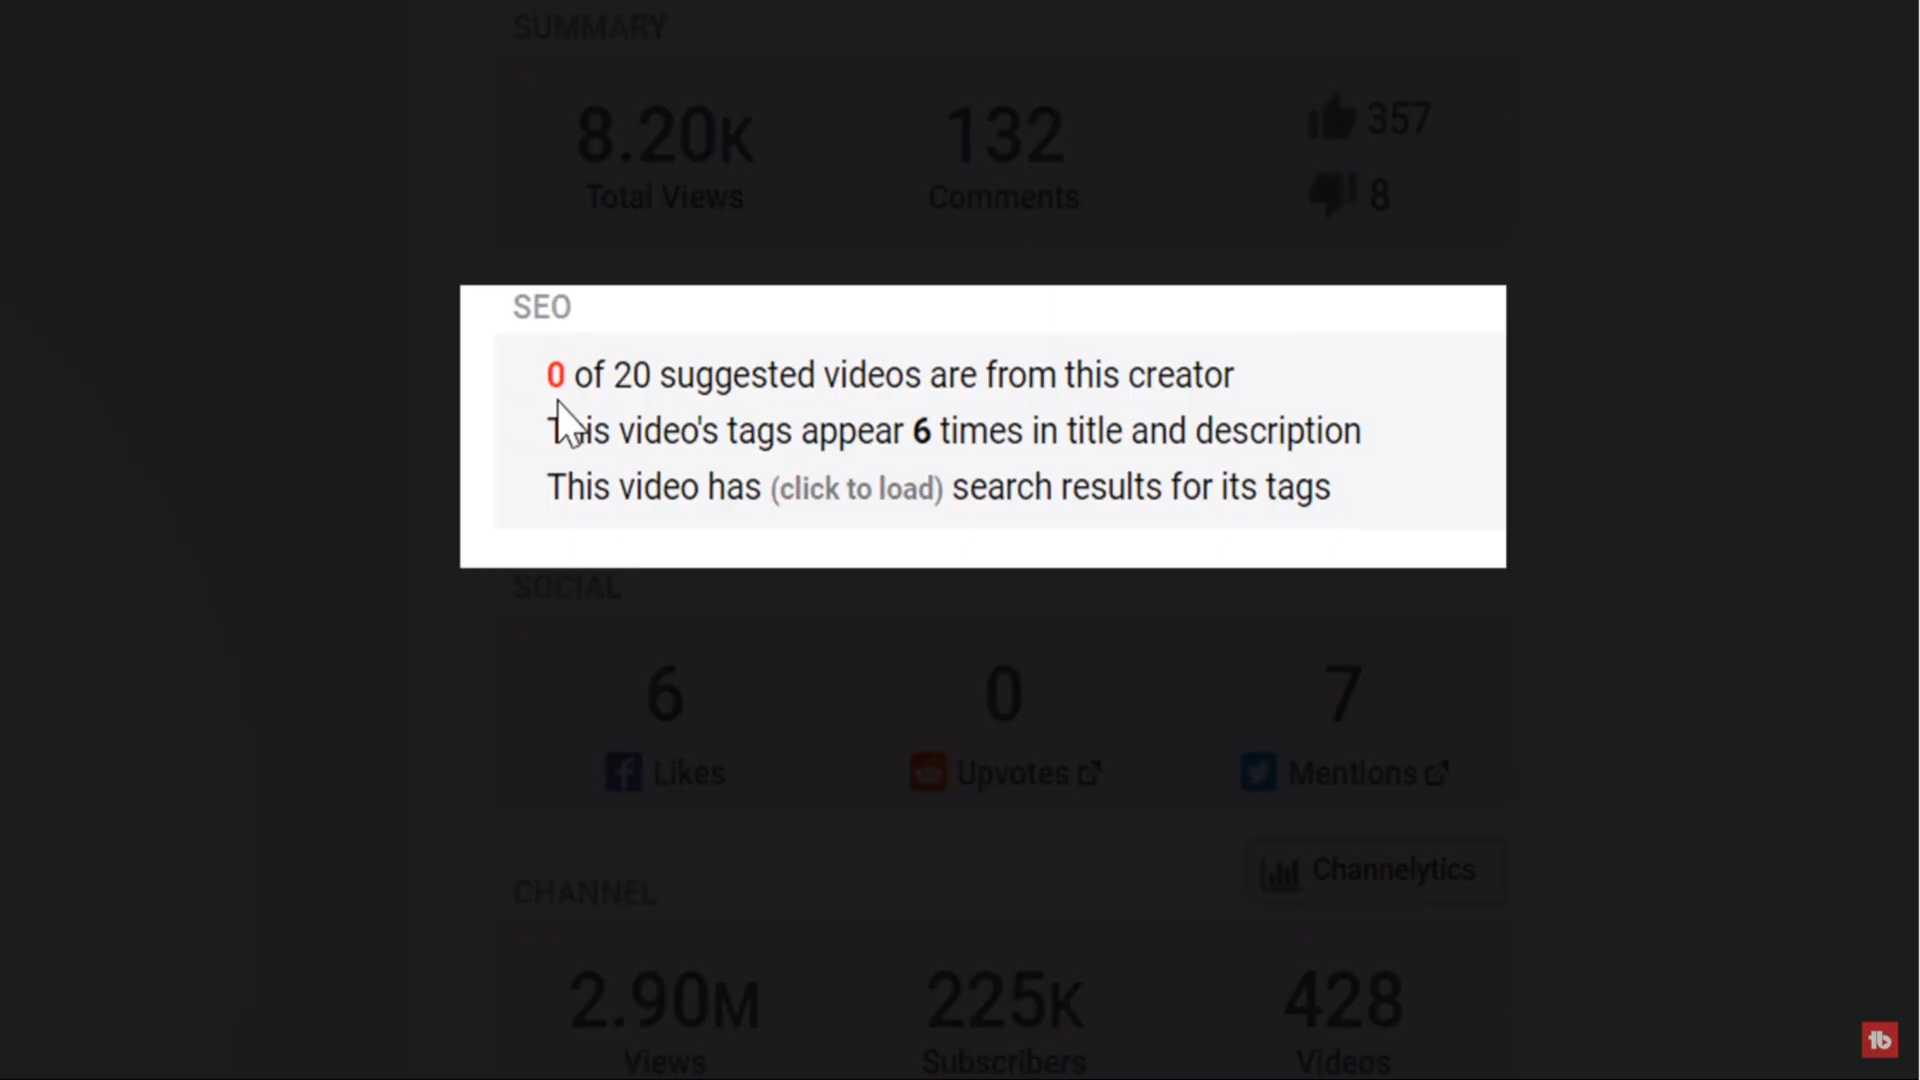 SUMMARY
8.20K
132
357
Total Views
Comments
8
SEO
0 of 20 suggested videos are from this creator
This video's tags appear 6 times in title and description
This video has (click to load) search results for its tags
SOCIAL
6
0
7
Likes
Upvotes
Mentions
Channelytics
CHANNEL
2.90M
225K
428
Views
Subscribers
Videos
tb